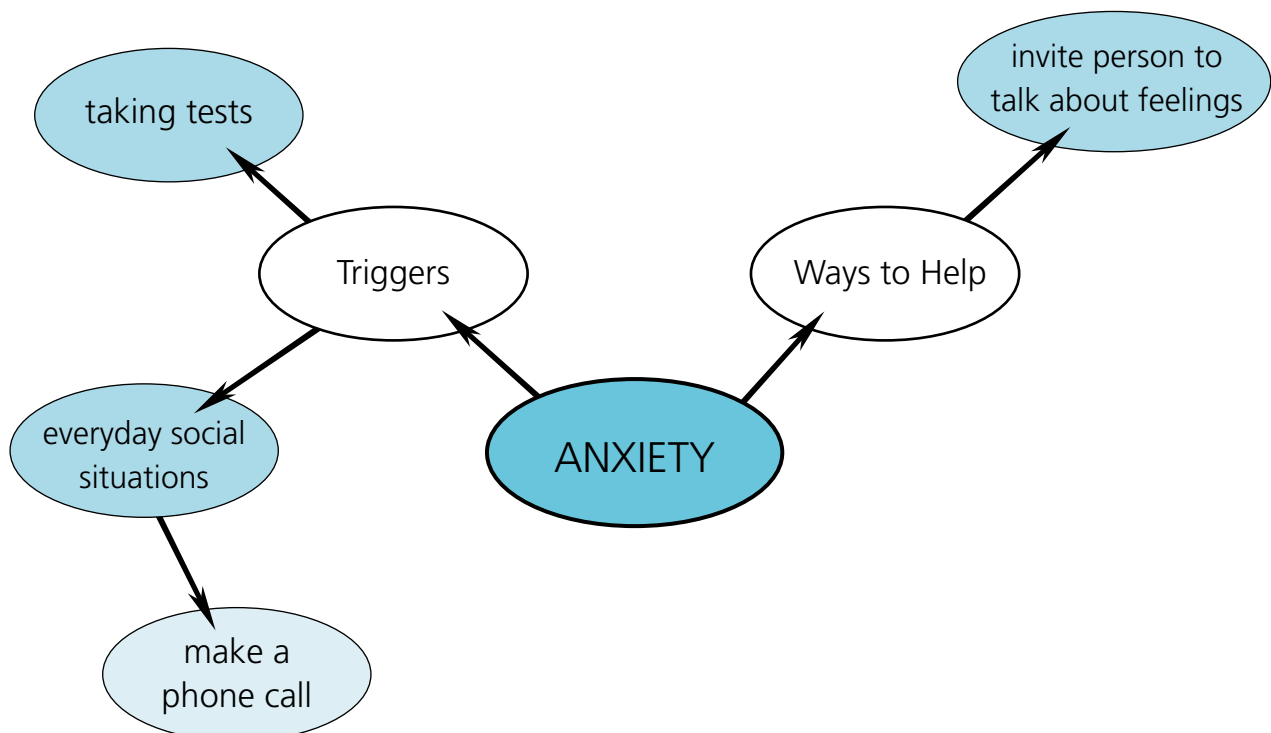 invite person to
talk about feelings
taking tests
Triggers
Ways to Help
everyday social
situations
ANXIETY
make a
phone call